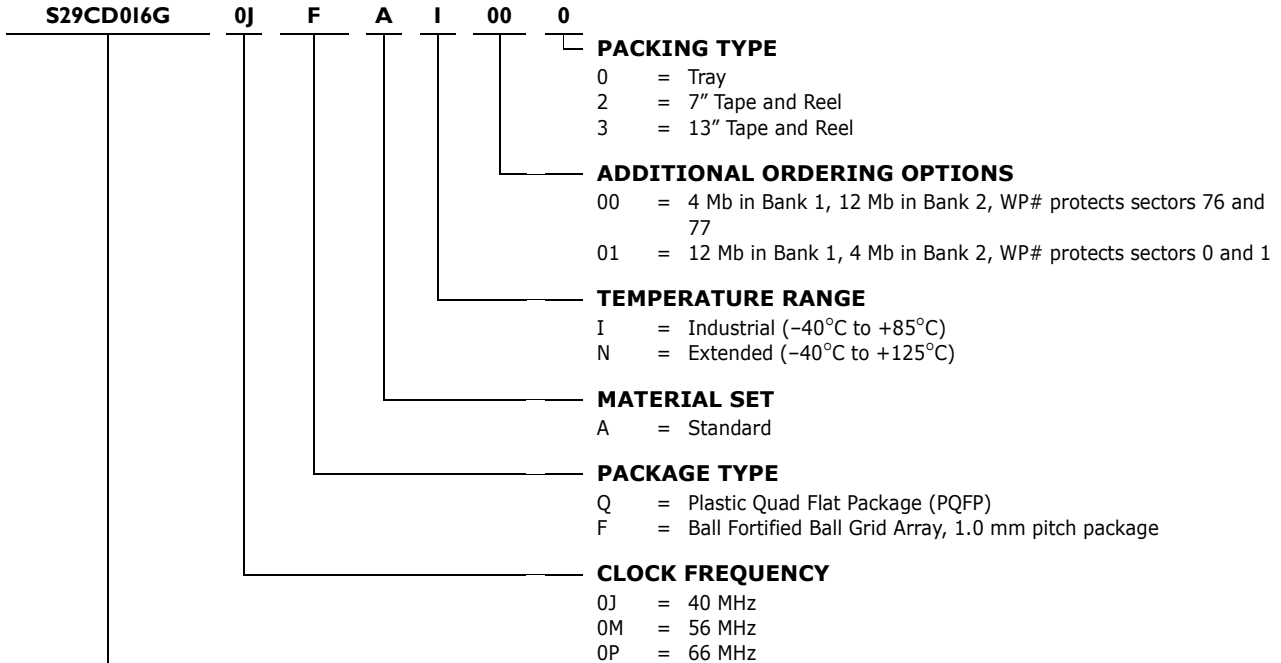 S29CD016G 0J F A I 00 0
PACKING TYPE
0 = Tray
2 = 7″ Tape and Reel
3 = 13″ Tape and Reel
ADDITIONAL ORDERING OPTIONS
00 = 4 Mb in Bank 1, 12 Mb in Bank 2, WP# protects sectors 76 and
77
01 = 12 Mb in Bank 1, 4 Mb in Bank 2, WP# protects sectors 0 and 1
TEMPERATURE RANGE
I = Industrial (–40°C to +85°C)
N = Extended (–40°C to +125°C)
MATERIAL SET
A = Standard
PACKAGE TYPE
Q = Plastic Quad Flat Package (PQFP)
F = Ball Fortified Ball Grid Array, 1.0 mm pitch package
CLOCK FREQUENCY
0J = 40 MHz
0M = 56 MHz
0P = 66 MHz